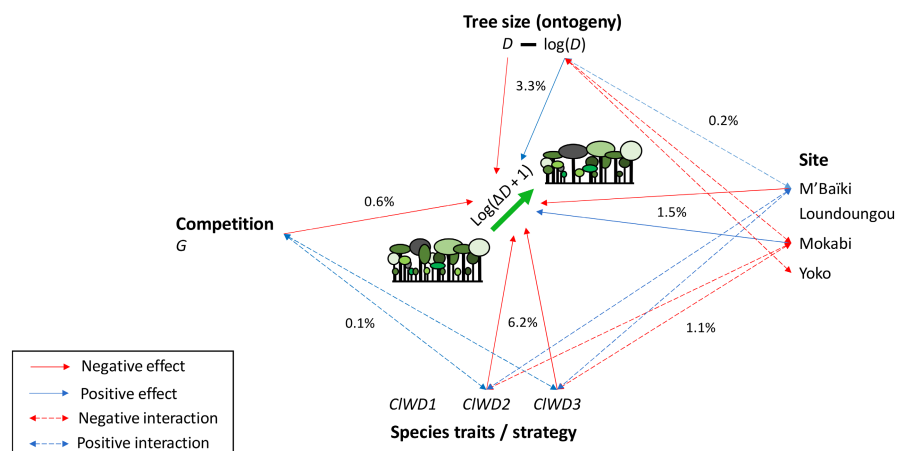 Tree size (ontogeny)
D — log(D)
3.3%
0.2%
Site
M'Baïki
Loundoungou
Mokabi
Yoko
Log(ΔD + 1)
0.6%
1.5%
Competition
G
0.1%
6.2%
1.1%
ClWD1 ClWD2 ClWD3
Species traits / strategy
Negative effect
Positive effect
Negative interaction
Positive interaction